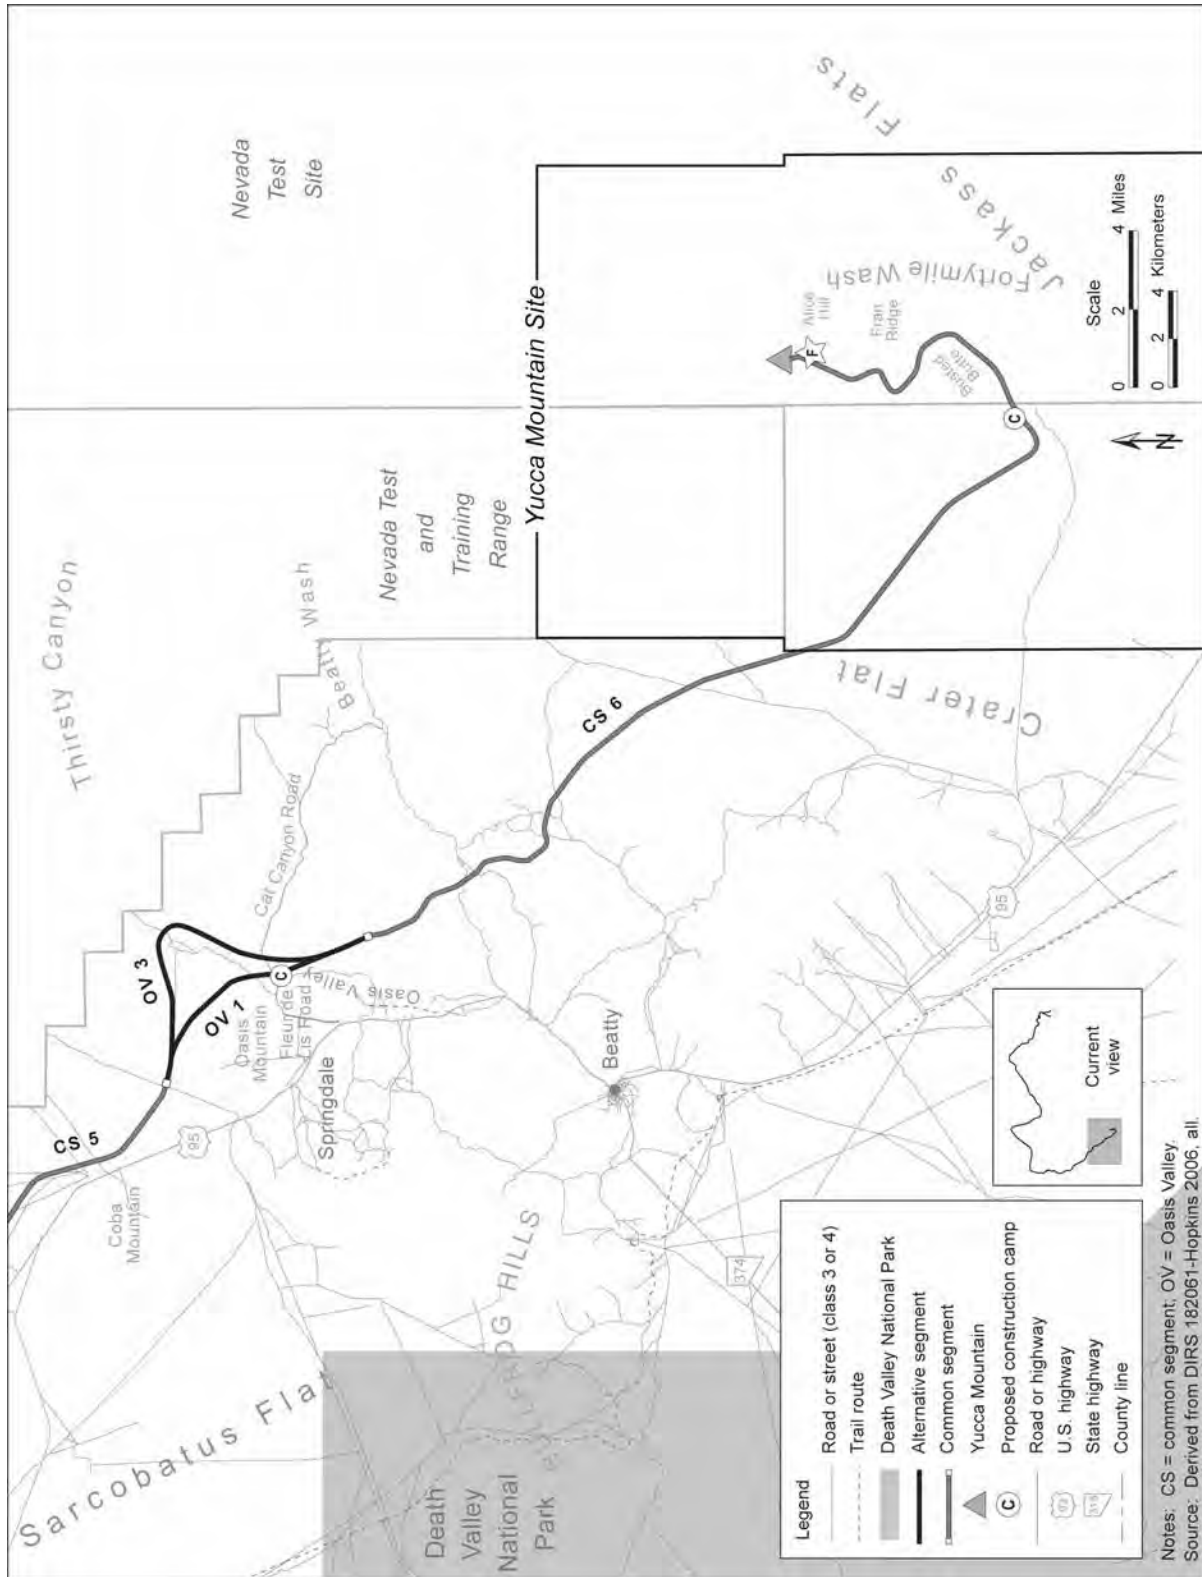 Thirsty Canyon
Nevada
Test
Site
Nevada Test
and
Training
Range
Yucca Mountain Site
Beatty Wash
Cat Canyon Road
OV 3
OV 1
C
CS 5
CS 6
95
Coba
Mountain
Oasis
Mountain
Fleur de
Lis Road
Oasis Valley
Springdale
Sarcobatus Flat
Beatty
Crater Flat
95
374
Death
Valley
National
Park
HILLS
F
Alice
Hill
Fran
Ridge
Busted
Butte
Fortymile Wash
Jackass Flats
C
N
Scale
0 2 4 Miles
0 2 4 Kilometers
Legend
Road or street (class 3 or 4)
Trail route
Death Valley National Park
Alternative segment
Common segment
Yucca Mountain
C Proposed construction camp
Road or highway
U.S. highway
State highway
County line
Current
view
Notes: CS = common segment; OV = Oasis Valley.
Source: Derived from DIRS 182061-Hopkins 2006, all.